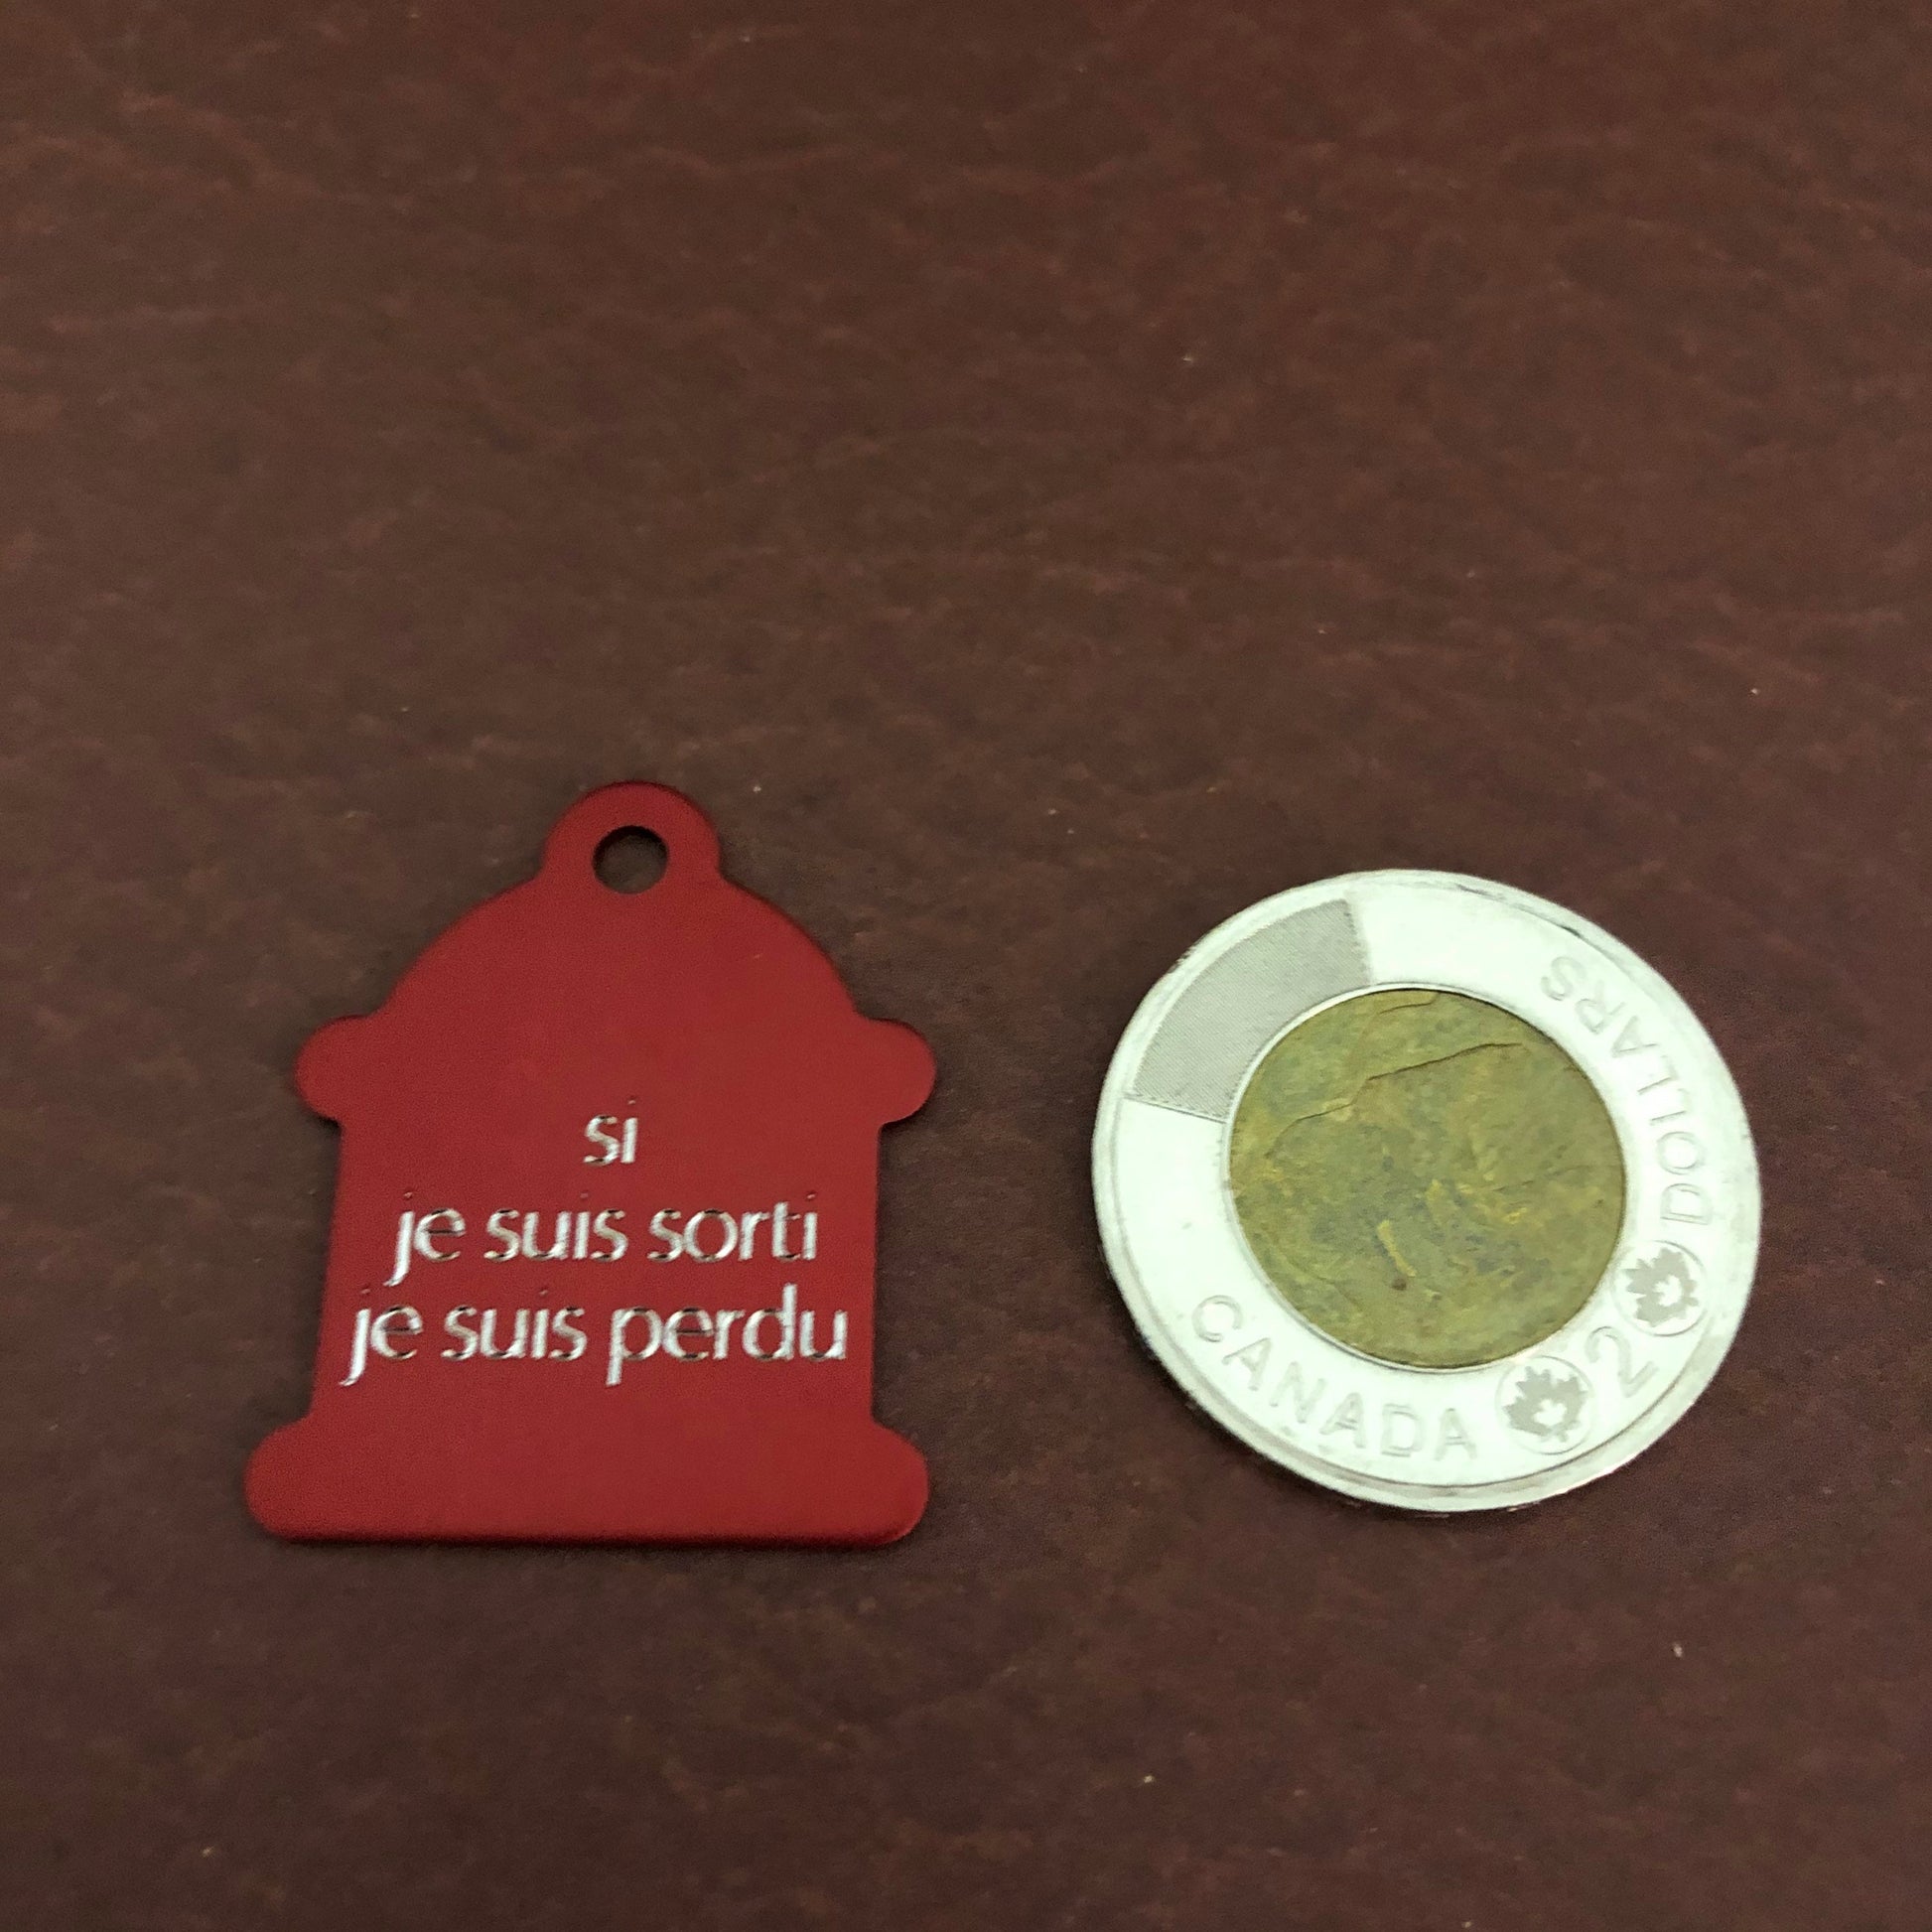 si
je suis sorti
je suis perdu
CANADA 2 DOLLARS